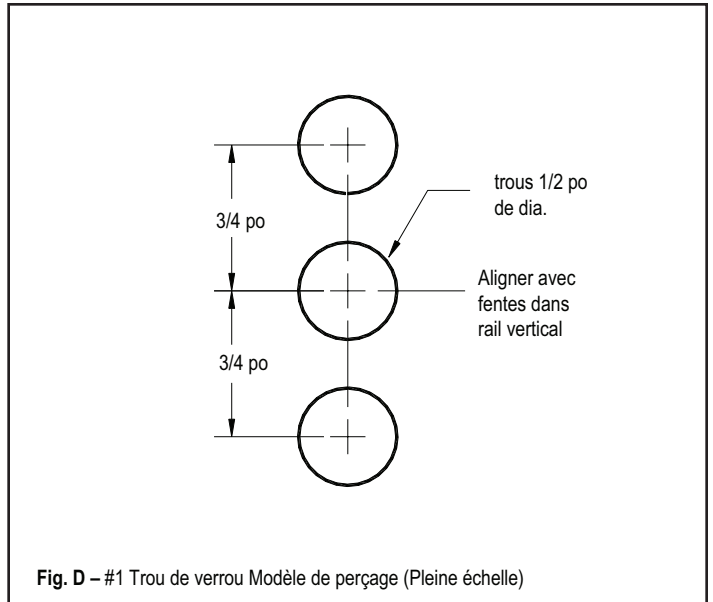 3/4 po
trous 1/2 po
de dia.
Aligner avec
fentes dans
rail vertical
3/4 po
Fig. D – #1 Trou de verrou Modèle de perçage (Pleine échelle)